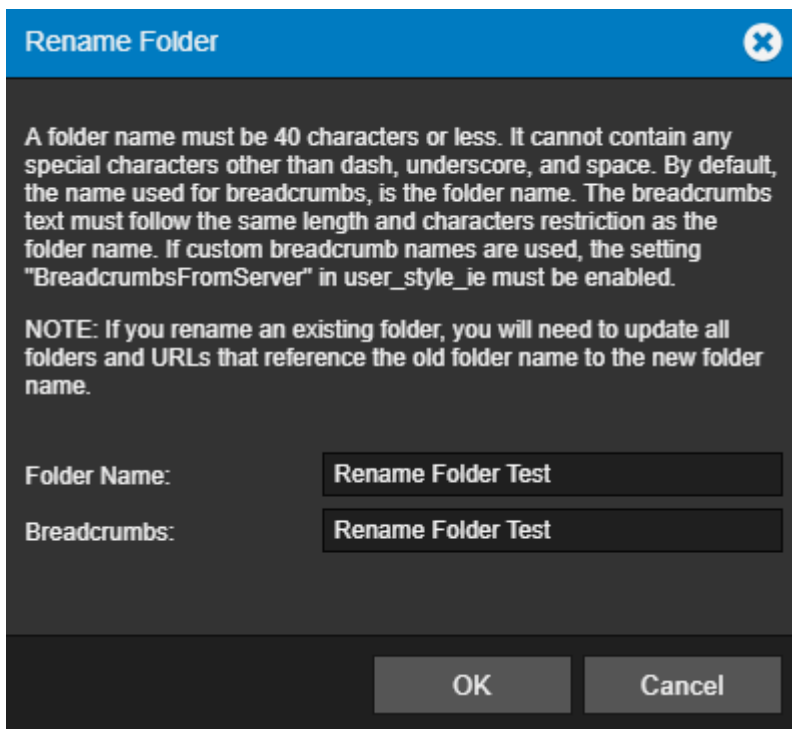 Rename Folder
A folder name must be 40 characters or less. It cannot contain any
special characters other than dash, underscore, and space. By default,
the name used for breadcrumbs, is the folder name. The breadcrumbs
text must follow the same length and characters restriction as the
folder name. If custom breadcrumb names are used, the setting
"BreadcrumbsFromServer" in user_style_ie must be enabled.
NOTE: If you rename an existing folder, you will need to update all
folders and URLs that reference the old folder name to the new folder
name.
Folder Name: Rename Folder Test
Breadcrumbs: Rename Folder Test
OK Cancel